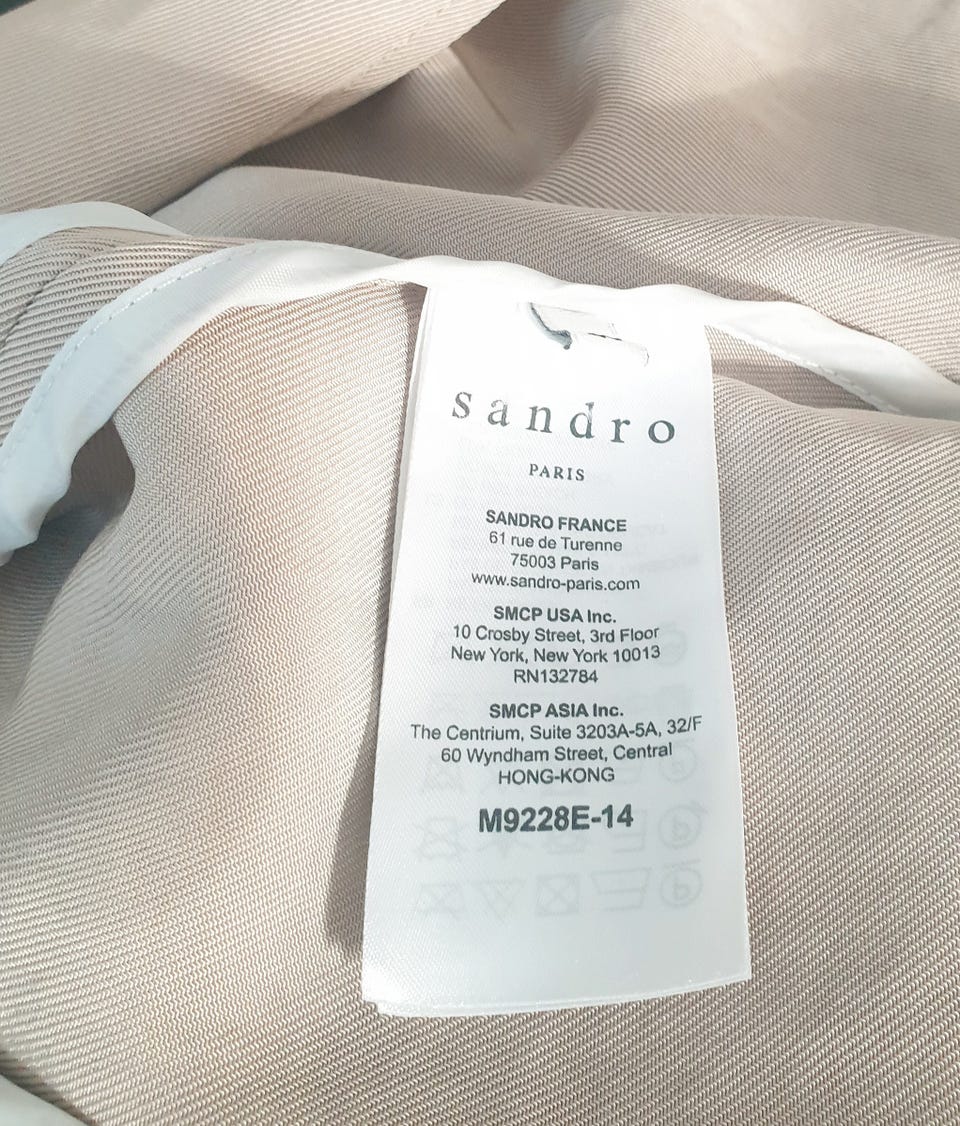 sandro
PARIS
SANDRO FRANCE
61 rue de Turenne
75003 Paris
www.sandro-paris.com
SMCP USA Inc.
10 Crosby Street, 3rd Floor
New York, New York 10013
RN132784
SMCP ASIA Inc.
The Centrium, Suite 3203A-5A, 32/F
60 Wyndham Street, Central
HONG-KONG
M9228E-14